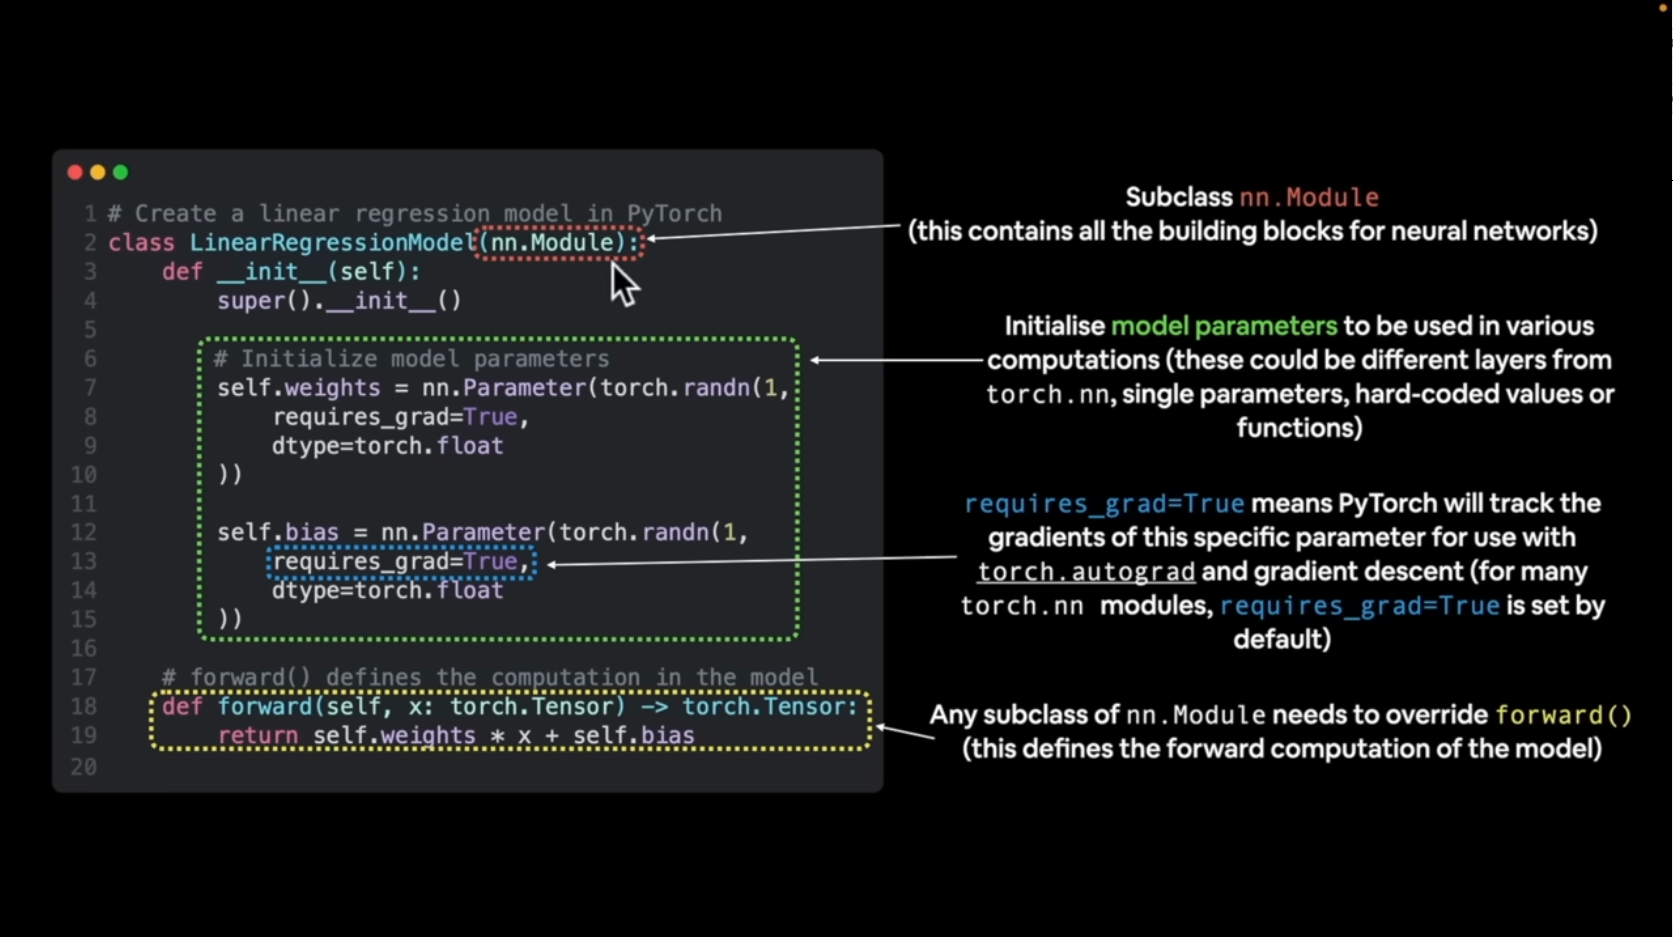 1 # Create a linear regression model in PyTorch
2 class LinearRegressionModel(nn.Module):
3     def __init__(self):
4         super().__init__()
5
6         # Initialize model parameters
7         self.weights = nn.Parameter(torch.randn(1,
8             requires_grad=True,
9             dtype=torch.float
10         ))
11
12         self.bias = nn.Parameter(torch.randn(1,
13             requires_grad=True,
14             dtype=torch.float
15         ))
16
17     # forward() defines the computation in the model
18     def forward(self, x: torch.Tensor) -> torch.Tensor:
19         return self.weights * x + self.bias
20
Subclass nn.Module
(this contains all the building blocks for neural networks)
Initialise model parameters to be used in various
computations (these could be different layers from
torch.nn, single parameters, hard-coded values or
functions)
requires_grad=True means PyTorch will track the
gradients of this specific parameter for use with
torch.autograd and gradient descent (for many
torch.nn modules, requires_grad=True is set by
default)
Any subclass of nn.Module needs to override forward()
(this defines the forward computation of the model)